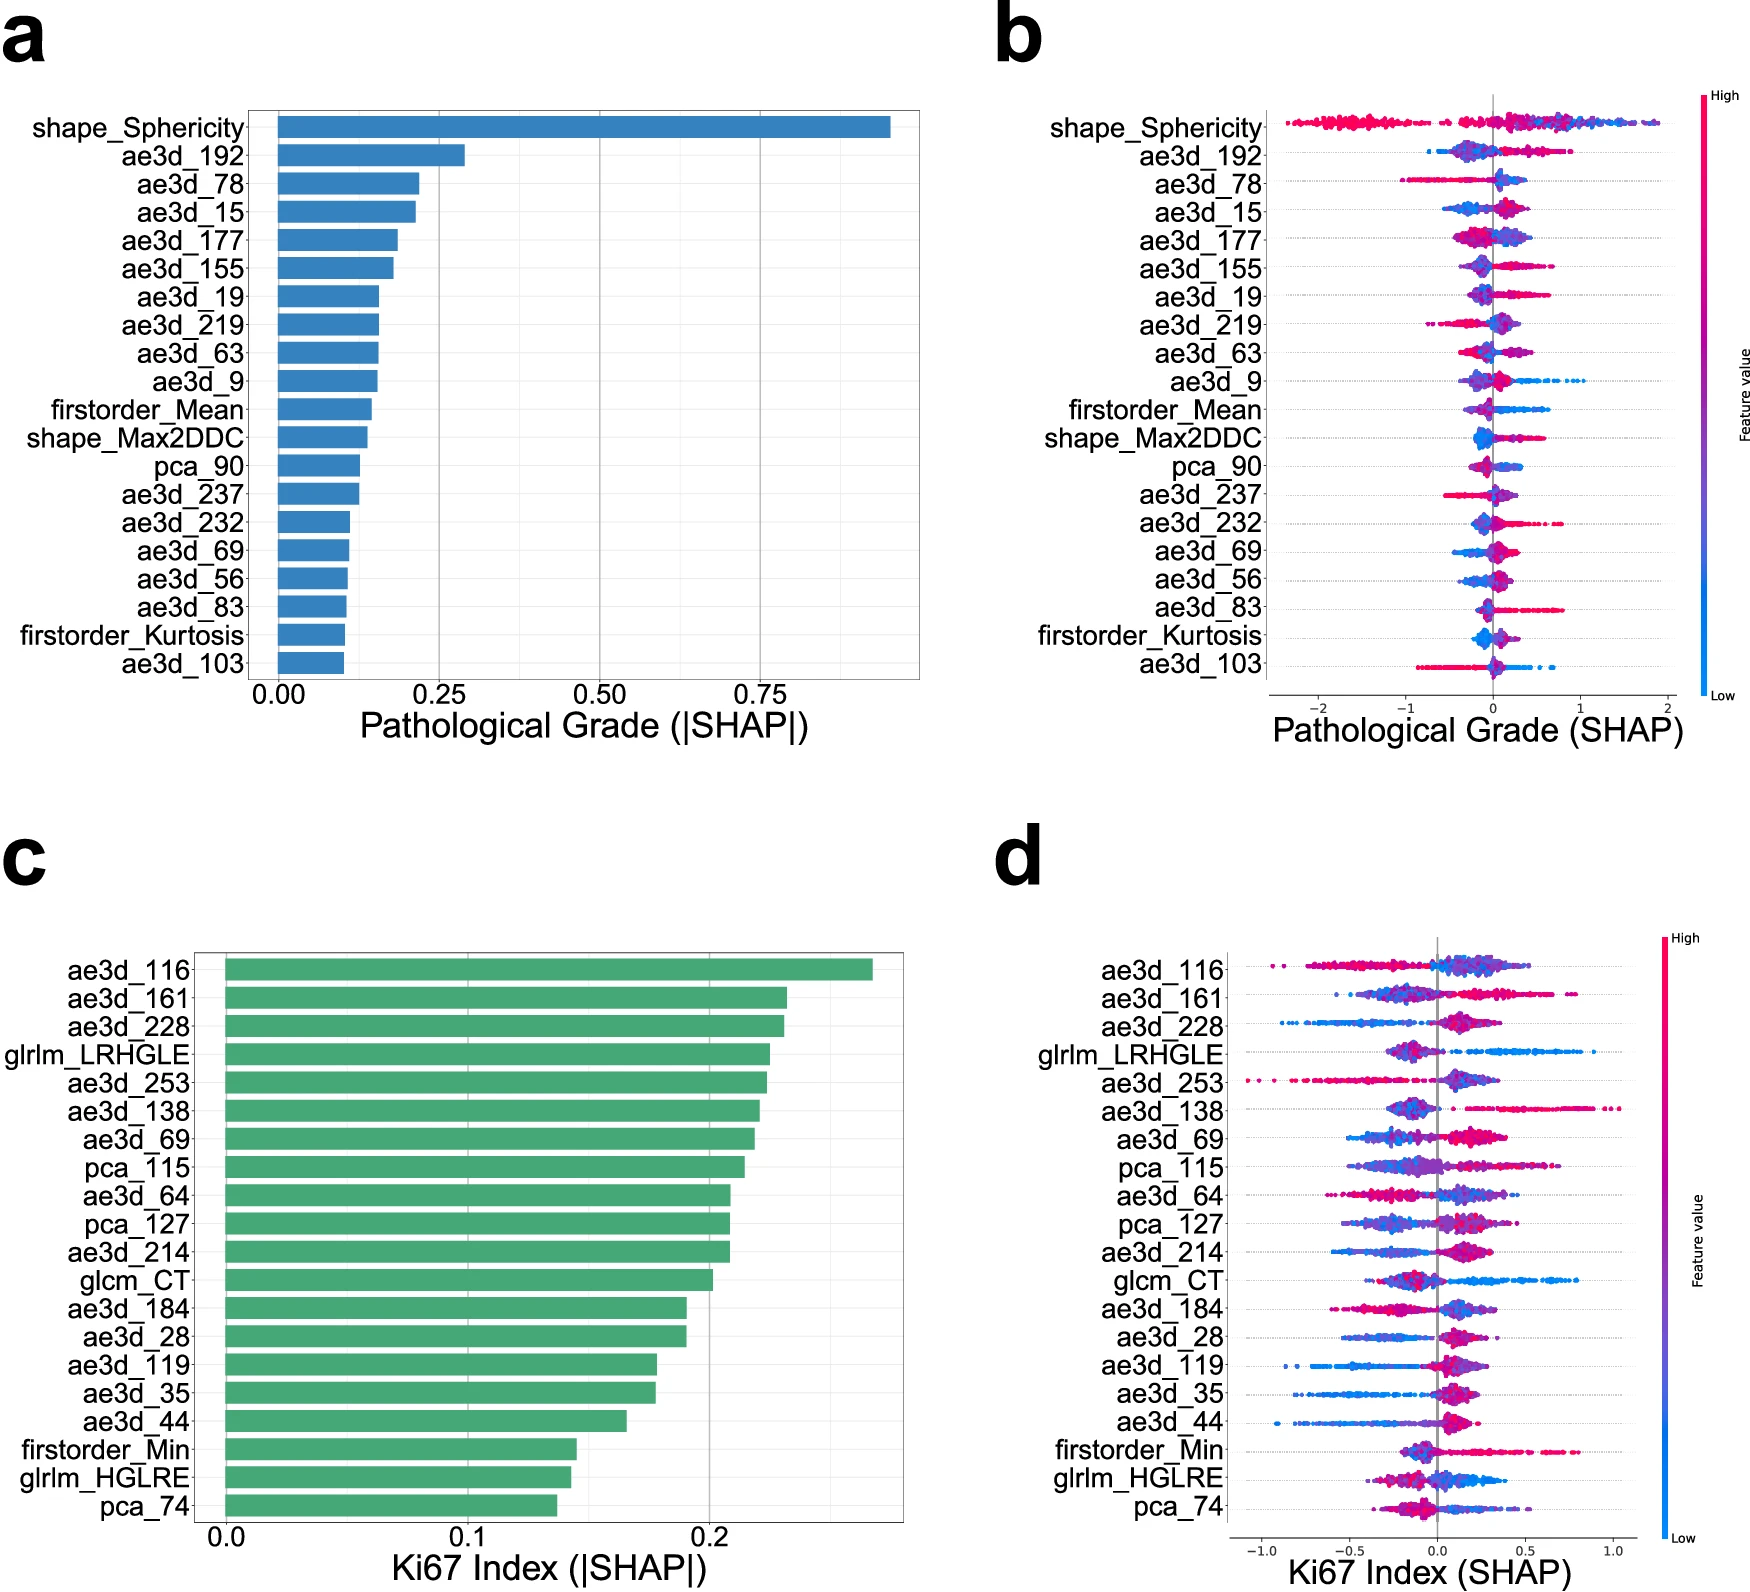 a
shape_Sphericity
ae3d_192
ae3d_78
ae3d_15
ae3d_177
ae3d_155
ae3d_19
ae3d_219
ae3d_63
ae3d_9
firstorder_Mean
shape_Max2DDC
pca_90
ae3d_237
ae3d_232
ae3d_69
ae3d_56
ae3d_83
firstorder_Kurtosis
ae3d_103
0.00 0.25 0.50 0.75
Pathological Grade (|SHAP|)
b
High
shape_Sphericity
ae3d_192
ae3d_78
ae3d_15
ae3d_177
ae3d_155
ae3d_19
ae3d_219
ae3d_63
ae3d_9
firstorder_Mean
shape_Max2DDC
pca_90
ae3d_237
ae3d_232
ae3d_69
ae3d_56
ae3d_83
firstorder_Kurtosis
ae3d_103
Feature value
Low
−2 −1 0 1 2
Pathological Grade (SHAP)
c
ae3d_116
ae3d_161
ae3d_228
glrlm_LRHGLE
ae3d_253
ae3d_138
ae3d_69
pca_115
ae3d_64
pca_127
ae3d_214
glcm_CT
ae3d_184
ae3d_28
ae3d_119
ae3d_35
ae3d_44
firstorder_Min
glrlm_HGLRE
pca_74
0.0 0.1 0.2
Ki67 Index (|SHAP|)
d
High
ae3d_116
ae3d_161
ae3d_228
glrlm_LRHGLE
ae3d_253
ae3d_138
ae3d_69
pca_115
ae3d_64
pca_127
ae3d_214
glcm_CT
ae3d_184
ae3d_28
ae3d_119
ae3d_35
ae3d_44
firstorder_Min
glrlm_HGLRE
pca_74
Feature value
Low
−1.0 −0.5 0.0 0.5 1.0
Ki67 Index (SHAP)